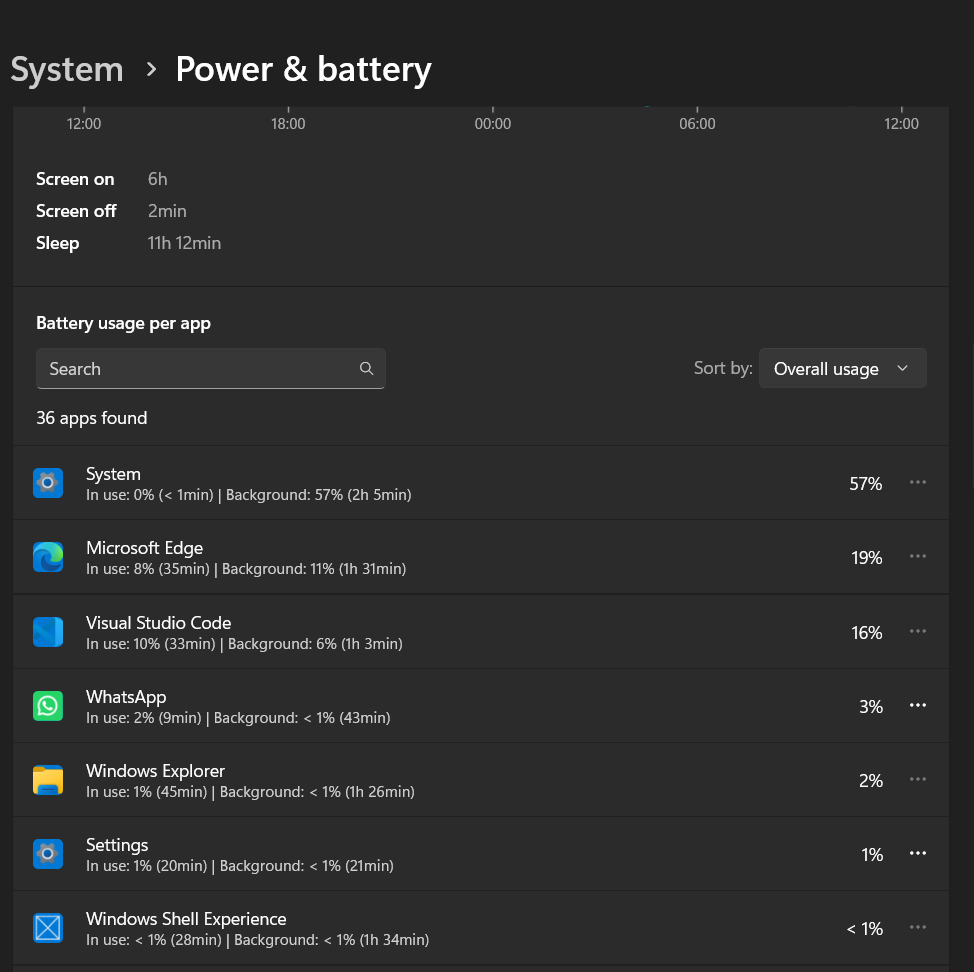 System > Power & battery
12:00 18:00 00:00 06:00 12:00
Screen on 6h
Screen off 2min
Sleep 11h 12min
Battery usage per app
Search Sort by: Overall usage
36 apps found
System
In use: 0% (< 1min) | Background: 57% (2h 5min) 57%
Microsoft Edge
In use: 8% (35min) | Background: 11% (1h 31min) 19%
Visual Studio Code
In use: 10% (33min) | Background: 6% (1h 3min) 16%
WhatsApp
In use: 2% (9min) | Background: < 1% (43min) 3%
Windows Explorer
In use: 1% (45min) | Background: < 1% (1h 26min) 2%
Settings
In use: 1% (20min) | Background: < 1% (21min) 1%
Windows Shell Experience
In use: < 1% (28min) | Background: < 1% (1h 34min) < 1%